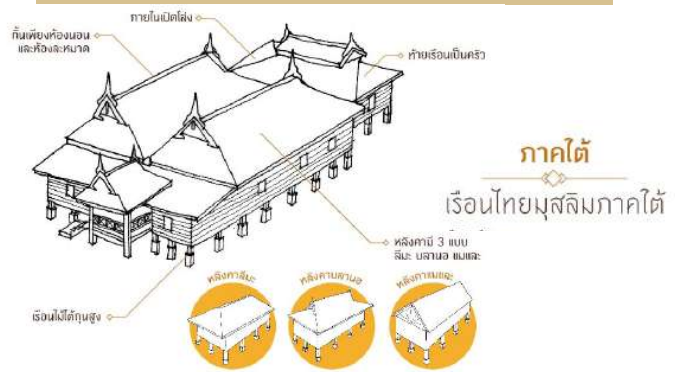 ภายในเปิดโล่ง
กั้นเพียงห้องนอน
และห้องละหมาด
ท้ายเรือนเป็นครัว
ภาคใต้
เรือนไทยมุสลิมภาคใต้
หลังคามี 3 แบบ
ลีมะ บลานอ แมและ
หลังคาลีมะ
หลังคาบลานอ
หลังคาแมและ
เรือนไม้ใต้ถุนสูง